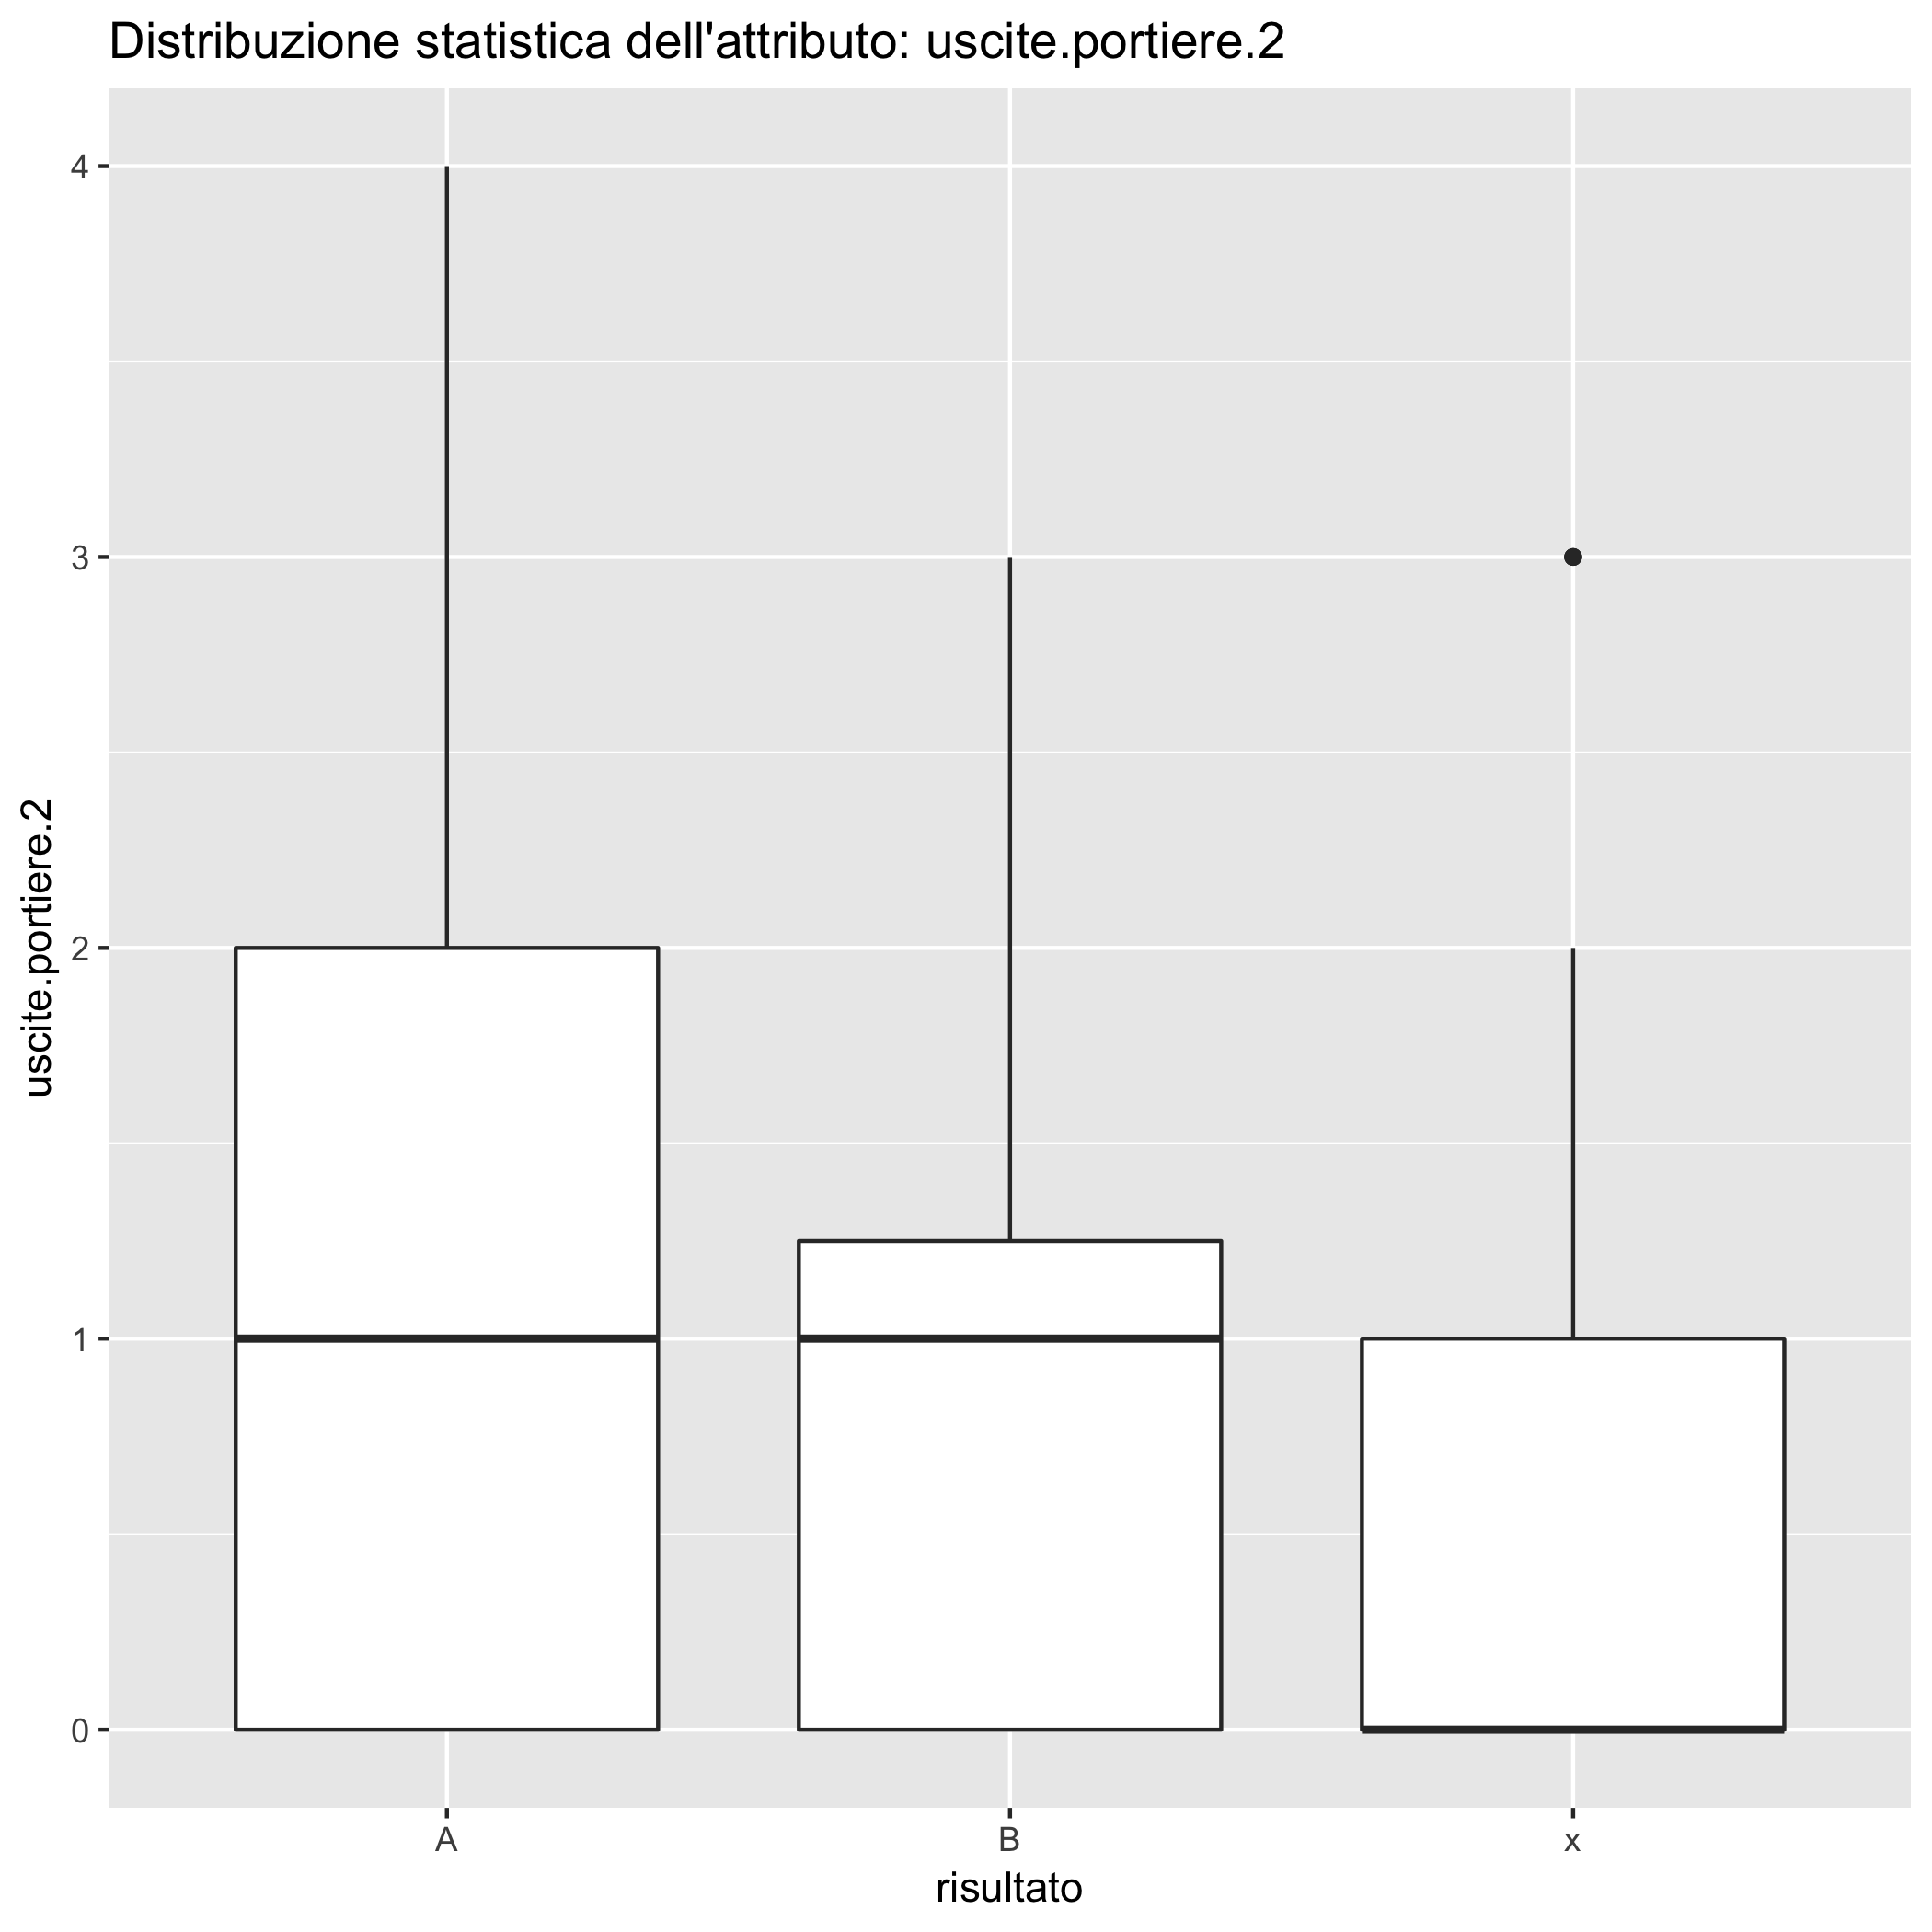 Distribuzione statistica dell'attributo: uscite.portiere.2
uscite.portiere.2
4
3
2
1
0
A
B
x
risultato